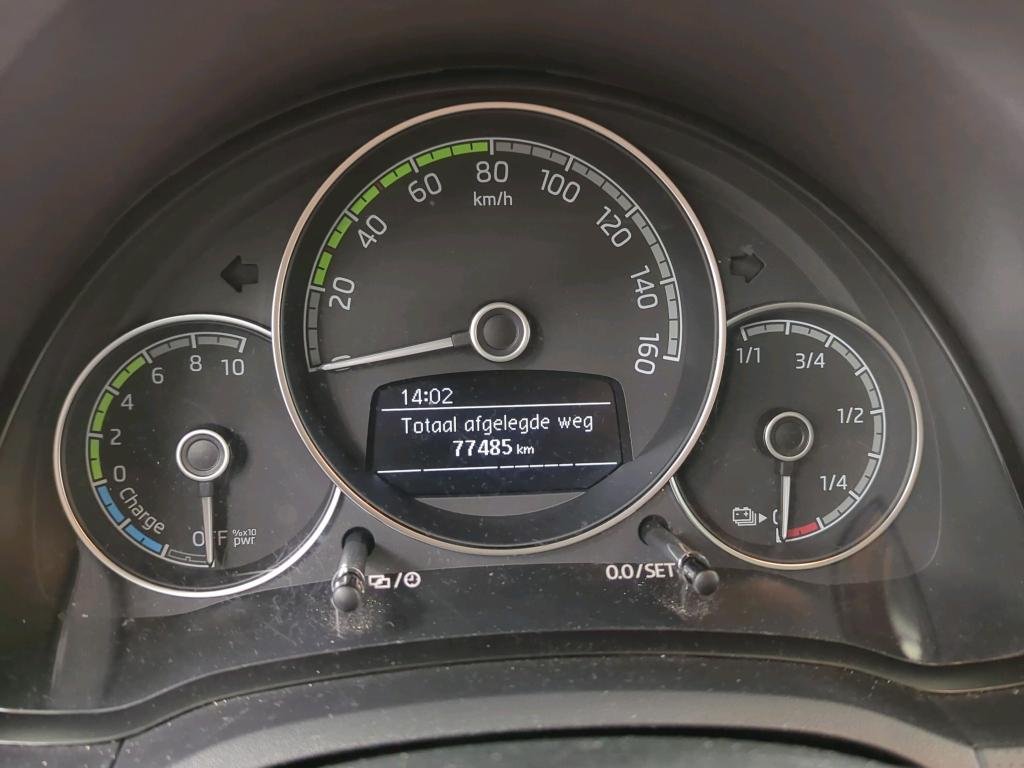 0 20 40 60 80 100 120 140 160
km/h
0 2 4 6 8 10
Charge
OFF %x10
pwr
1/1 3/4 1/2 1/4
14:02
Totaal afgelegde weg
77485 km
0.0/SET